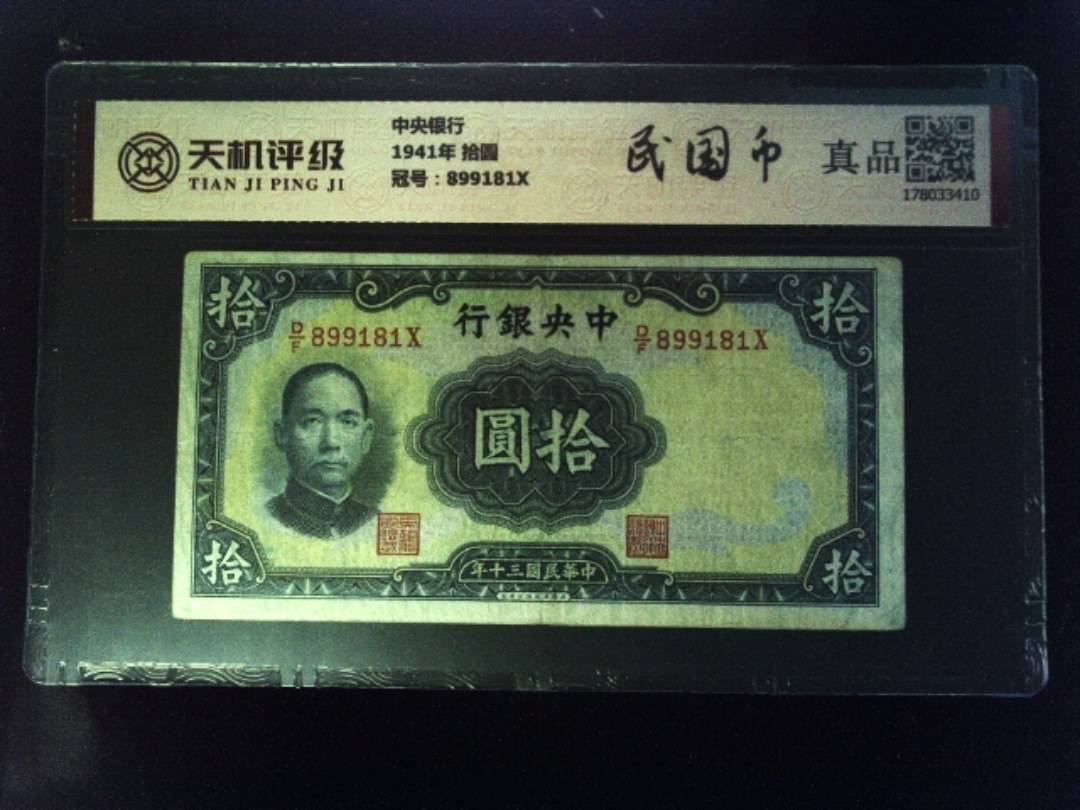 天机评级
TIAN JI PING JI
中央银行
1941年 拾圆
冠号：899181X
民国币
真品
178033410
拾
拾
行銀央中
D/F 899181X
D/F 899181X
圓拾
年十三國民華中
拾
拾